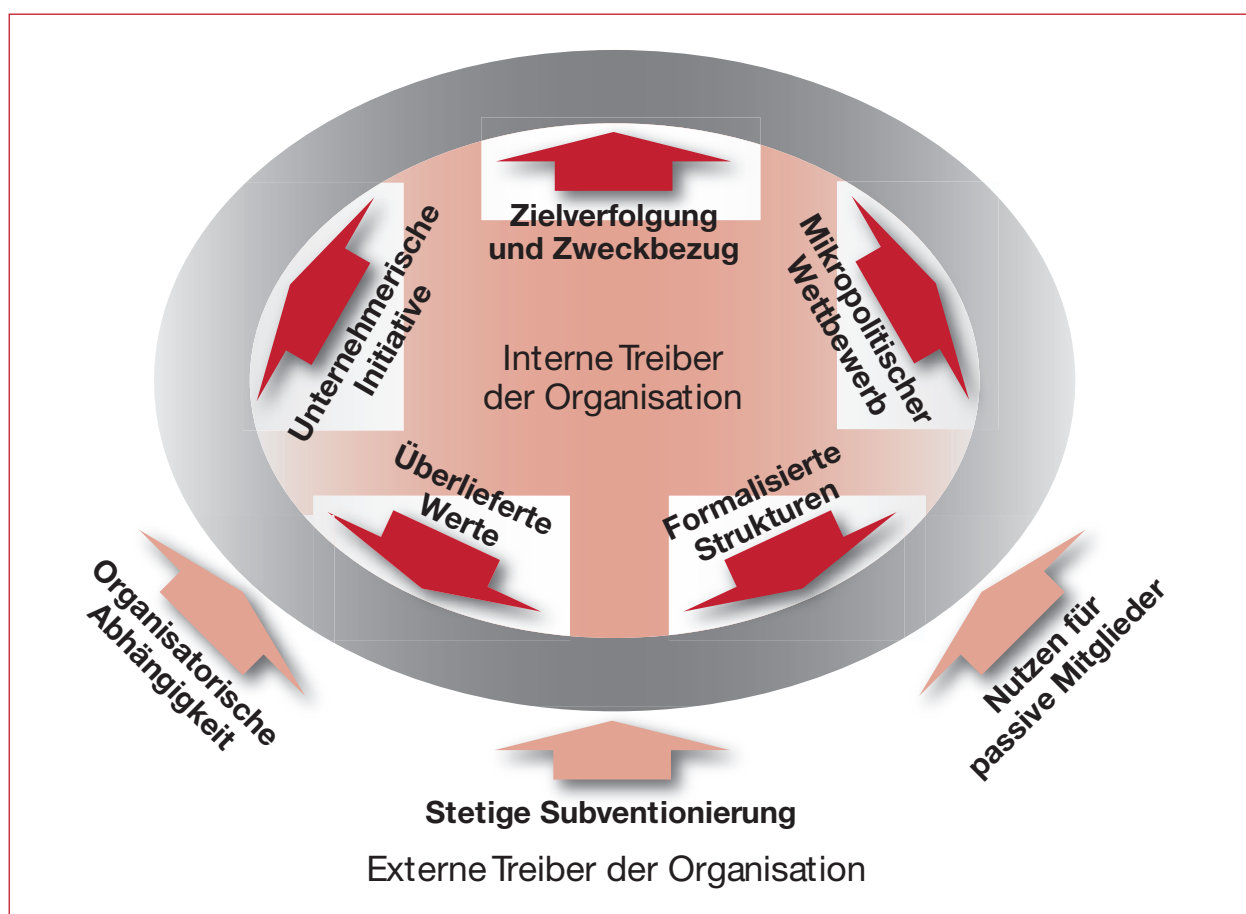 Zielverfolgung
und Zweckbezug
Unternehmerische
Initiative
Mikropolitischer
Wettbewerb
Interne Treiber
der Organisation
Überlieferte
Werte
Formalisierte
Strukturen
Organisatorische
Abhängigkeit
Nutzen für
passive Mitglieder
Stetige Subventionierung
Externe Treiber der Organisation